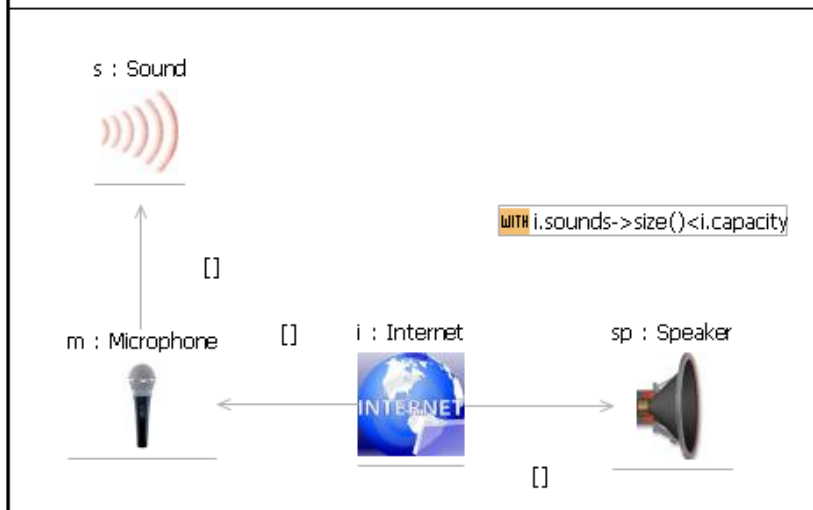 s : Sound
WITH i.sounds->size()<i.capacity
[]
m : Microphone
[]
i : Internet
sp : Speaker
INTERNET
[]